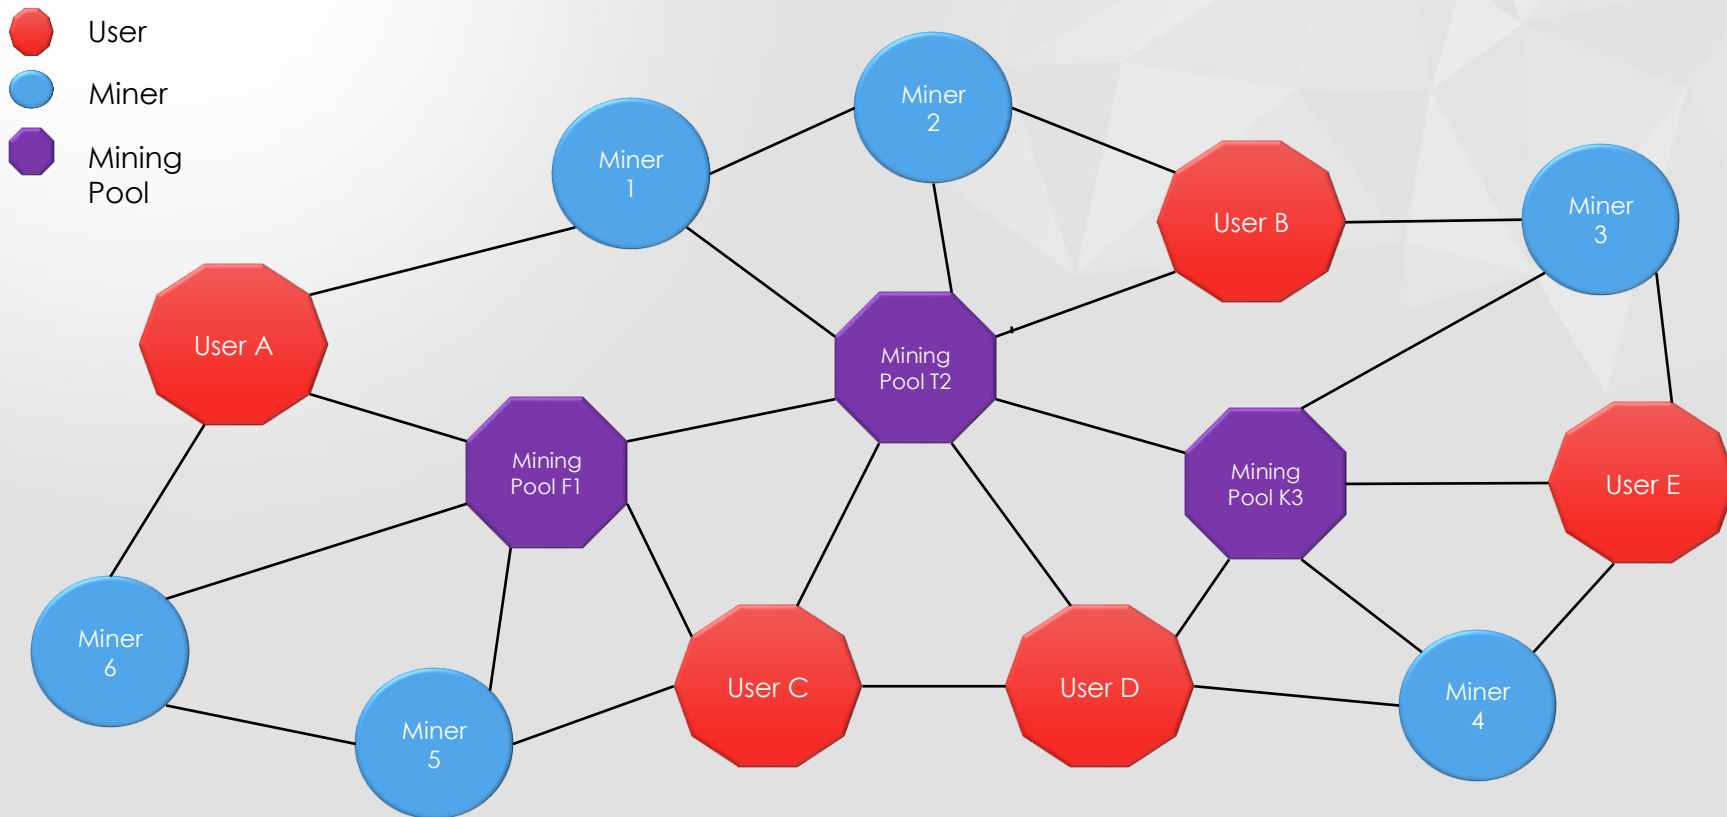 User
Miner
Mining
Pool
Miner
2
Miner
1
User B
Miner
3
User A
Mining
Pool T2
Mining
Pool F1
Mining
Pool K3
User E
Miner
6
User C
User D
Miner
4
Miner
5